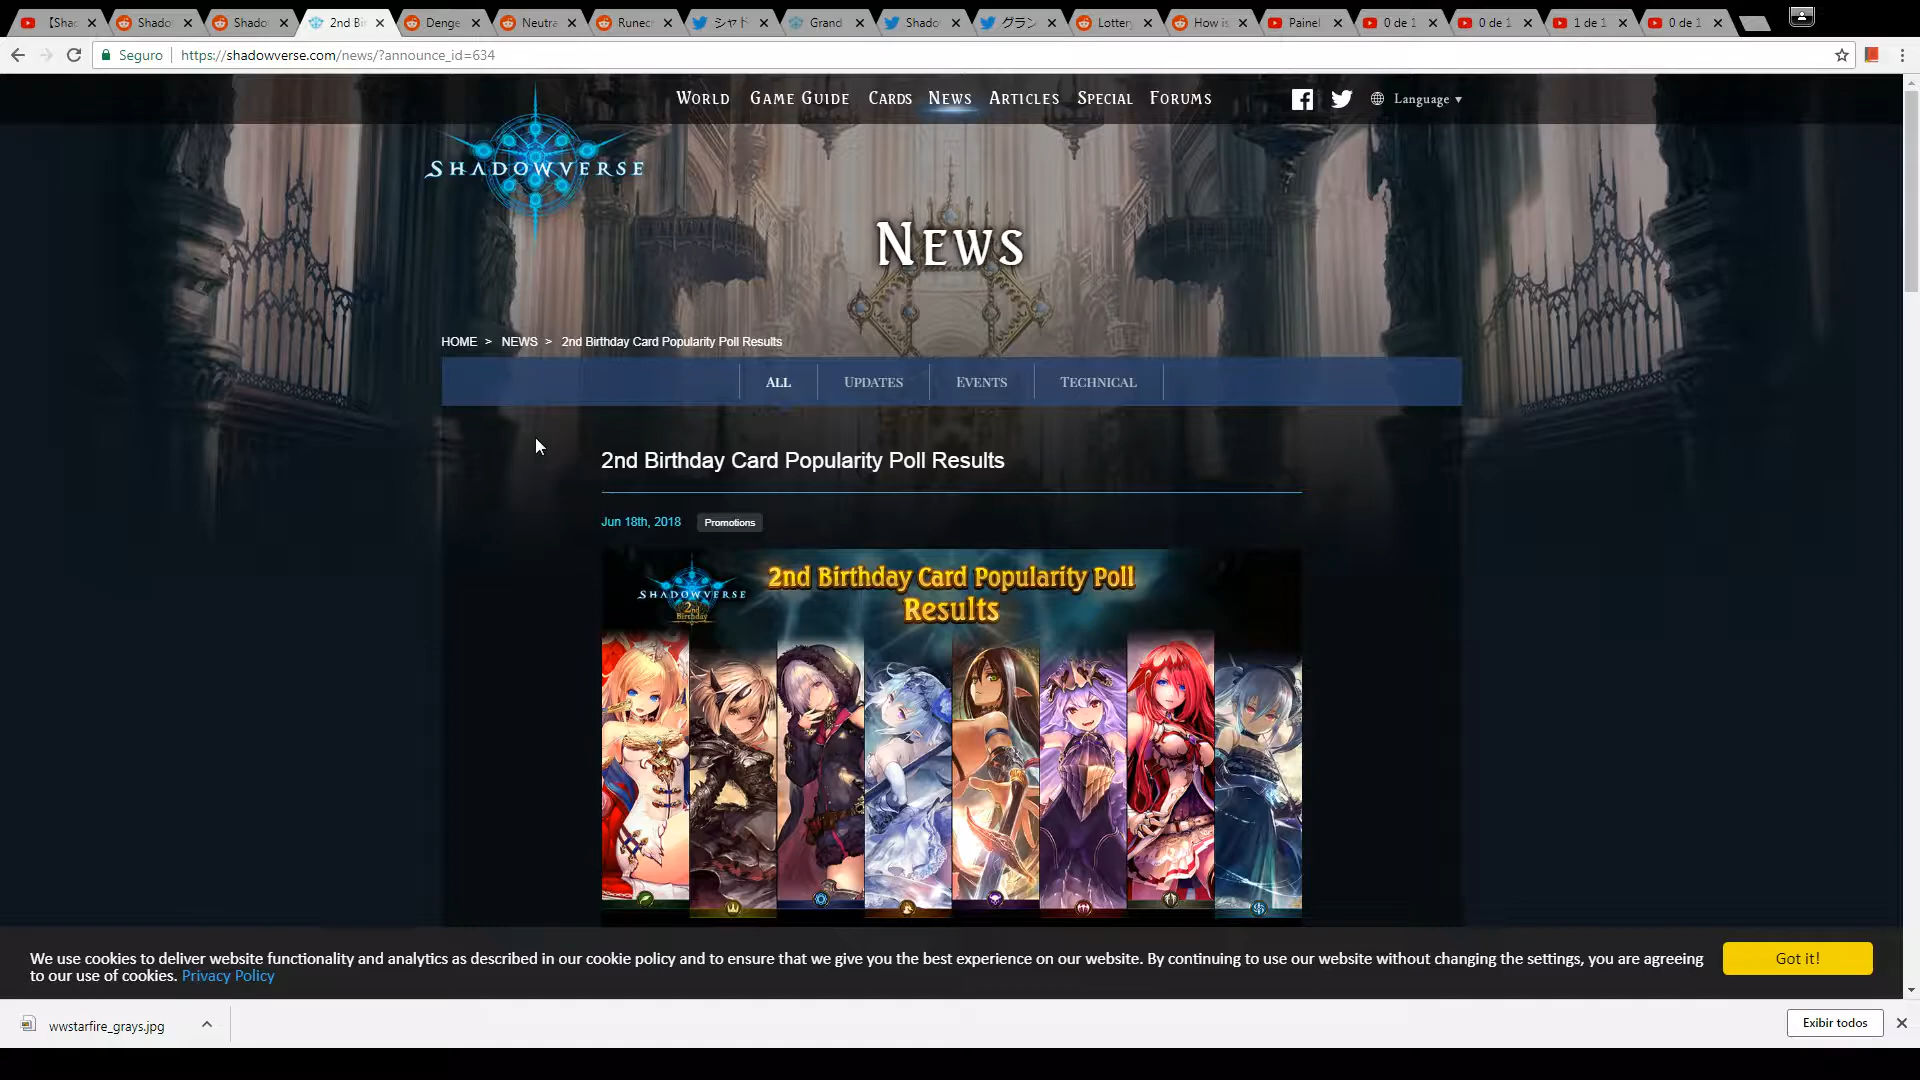 【Shac
Shado
Shado
2nd Bir
Denge
Neutra
Runecr
シャド
Grand
Shado
グラン
Lottery
How is
Painel
0 de 1
0 de 1
1 de 1
0 de 1
Seguro
https://shadowverse.com/news/?announce_id=634
World
Game Guide
Cards
News
Articles
Special
Forums
Language ▾
SHADOWVERSE
News
HOME > NEWS > 2nd Birthday Card Popularity Poll Results
ALL
UPDATES
EVENTS
TECHNICAL
2nd Birthday Card Popularity Poll Results
Jun 18th, 2018
Promotions
SHADOWVERSE
2nd
Birthday
2nd Birthday Card Popularity Poll
Results
We use cookies to deliver website functionality and analytics as described in our cookie policy and to ensure that we give you the best experience on our website. By continuing to use our website without changing the settings, you are agreeing
to our use of cookies. Privacy Policy
Got it!
wwstarfire_grays.jpg
Exibir todos